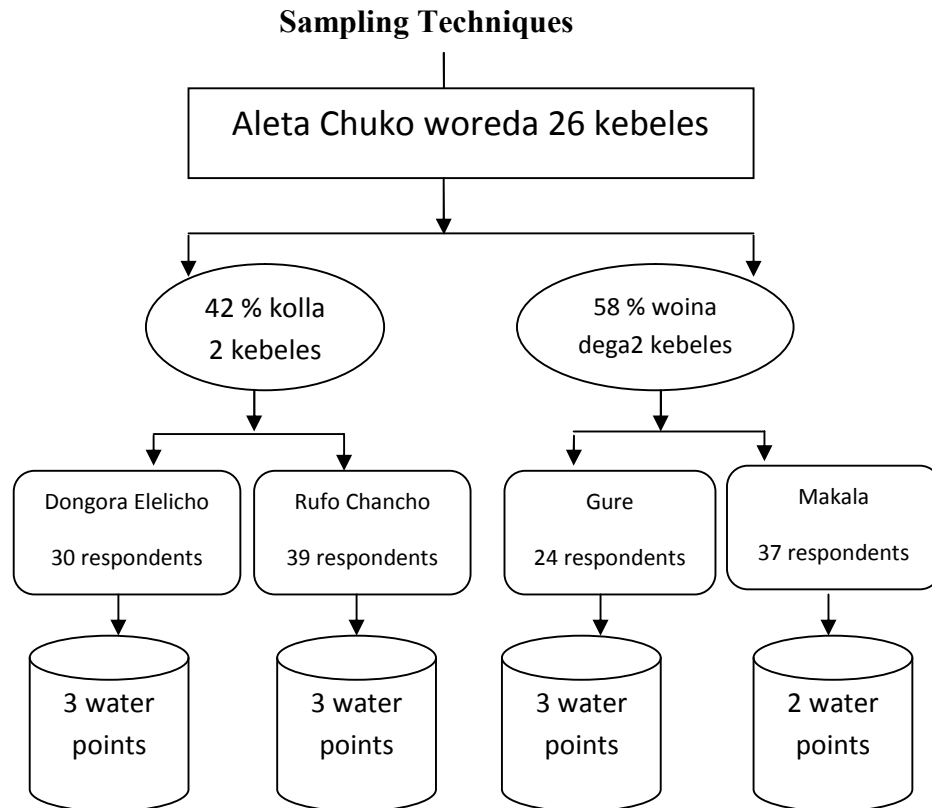 Sampling Techniques
Aleta Chuko woreda 26 kebeles
42 % kolla
2 kebeles
58 % woina
dega2 kebeles
Dongora Elelicho
30 respondents
Rufo Chancho
39 respondents
Gure
24 respondents
Makala
37 respondents
3 water
points
3 water
points
3 water
points
2 water
points